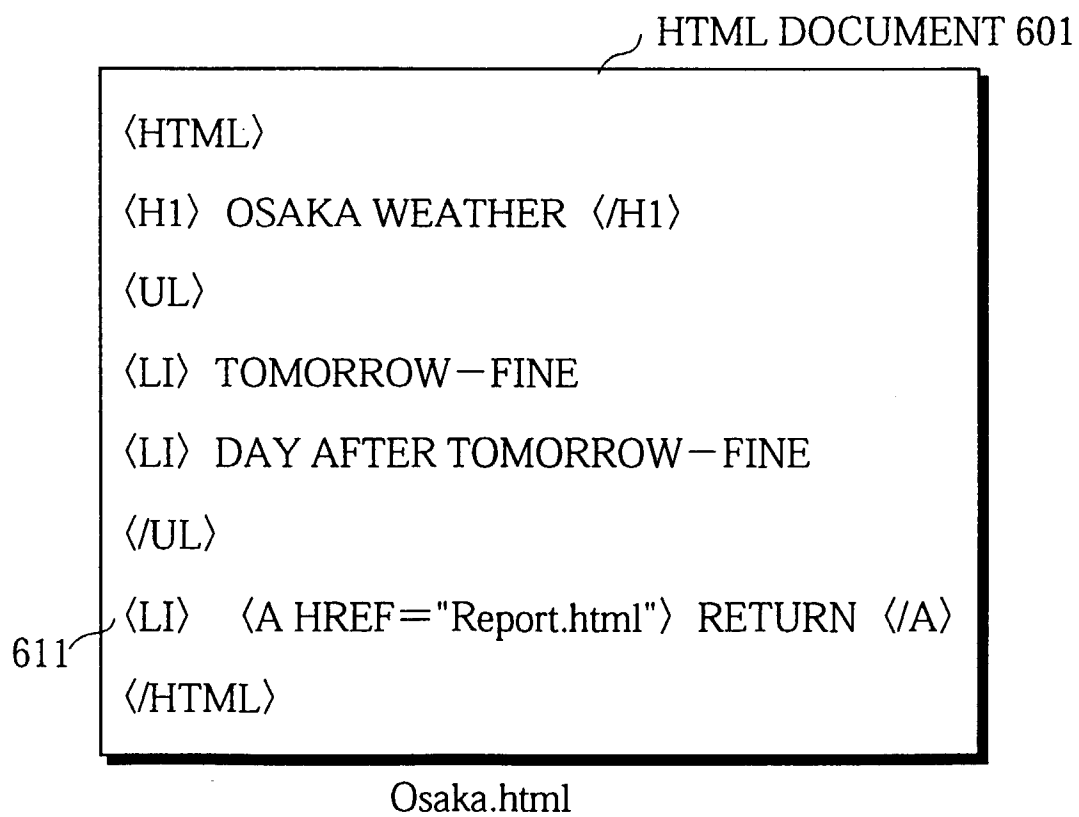 HTML DOCUMENT 601
〈HTML〉
〈H1〉 OSAKA WEATHER 〈/H1〉
〈UL〉
〈LI〉 TOMORROW－FINE
〈LI〉 DAY AFTER TOMORROW－FINE
〈/UL〉
〈LI〉 〈A HREF＝"Report.html"〉 RETURN 〈/A〉
611
〈/HTML〉
Osaka.html